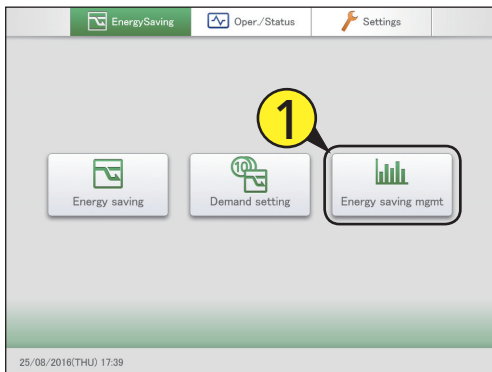 EnergySaving Oper./Status Settings
1
10
Energy saving Demand setting Energy saving mgmt
25/08/2016(THU) 17:39